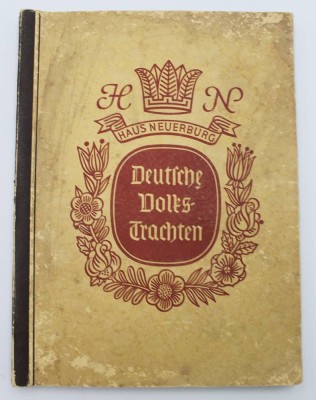 H N
HAUS NEUERBURG
Deutsche
Volks-
Trachten